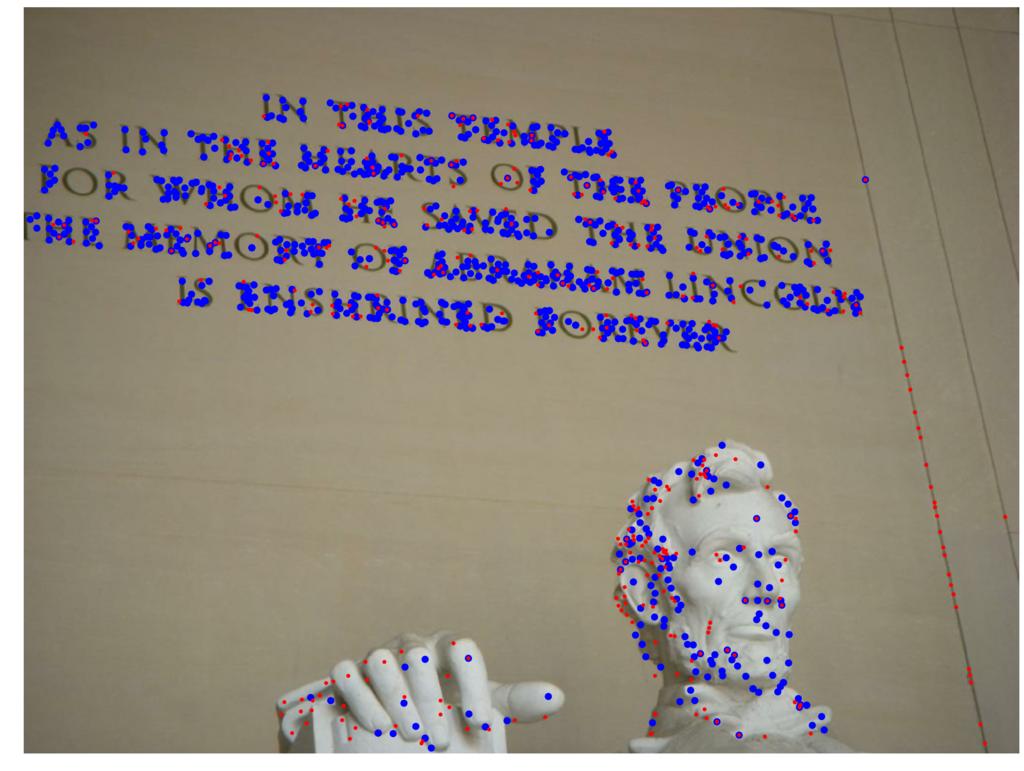 IN THIS TEMPLE
AS IN THE HEARTS OF THE PEOPLE
FOR WHOM HE SAVED THE UNION
THE MEMORY OF ABRAHAM LINCOLN
IS ENSHRINED FOREVER